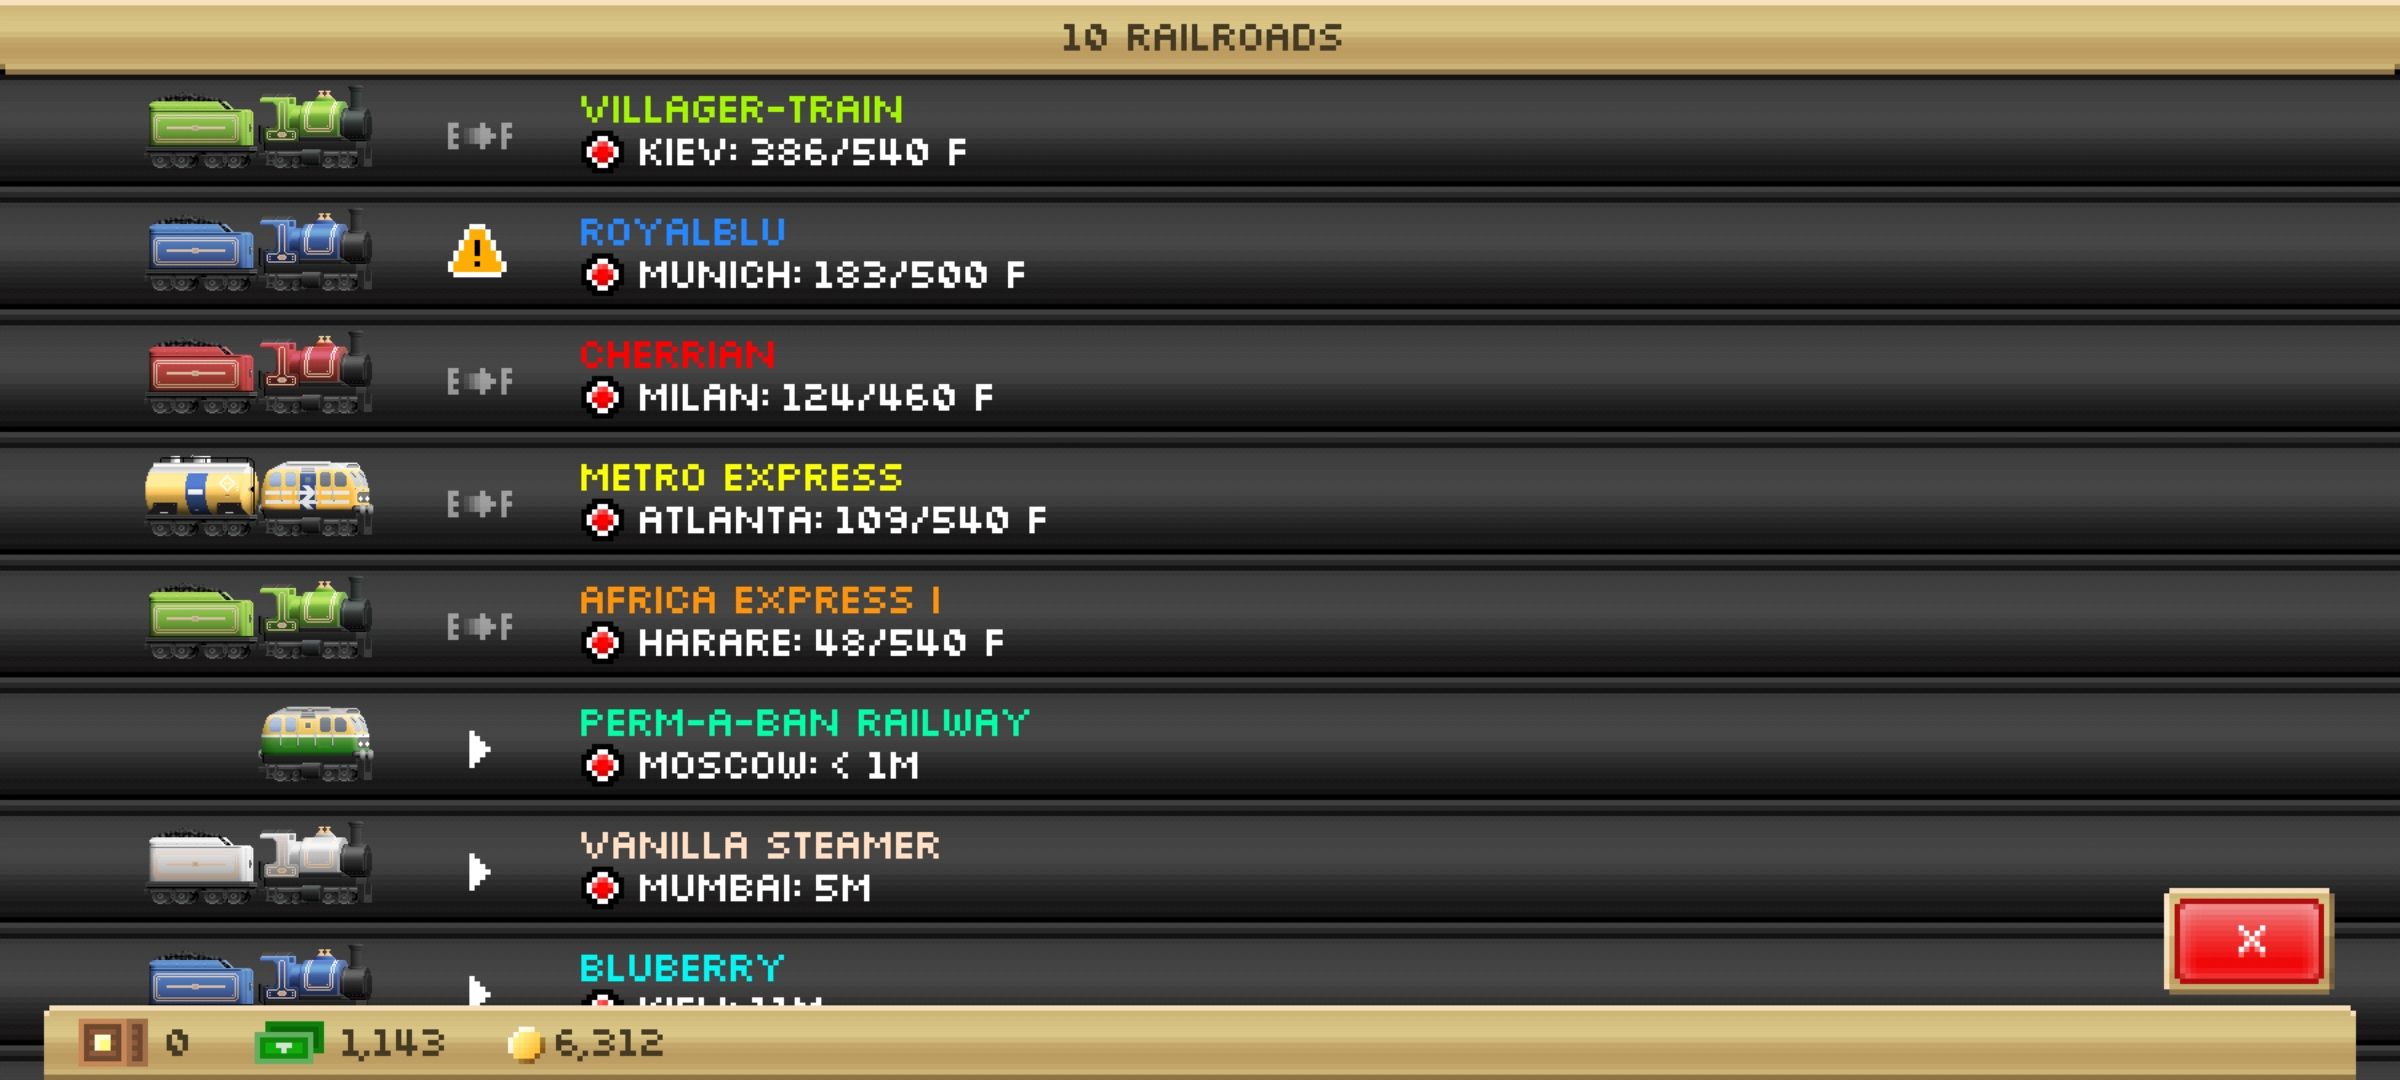 10 RAILROADS
VILLAGER-TRAIN
E F
KIEV: 386/540 F
ROYALBLU
!
MUNICH: 183/500 F
CHERRIAN
E F
MILAN: 124/460 F
METRO EXPRESS
E F
ATLANTA: 109/540 F
AFRICA EXPRESS I
E F
HARARE: 48/540 F
PERM-A-BAN RAILWAY
MOSCOW: < 1M
VANILLA STEAMER
MUMBAI: 5M
BLUBERRY
KIEV: 11M
X
0 1,143 6,312